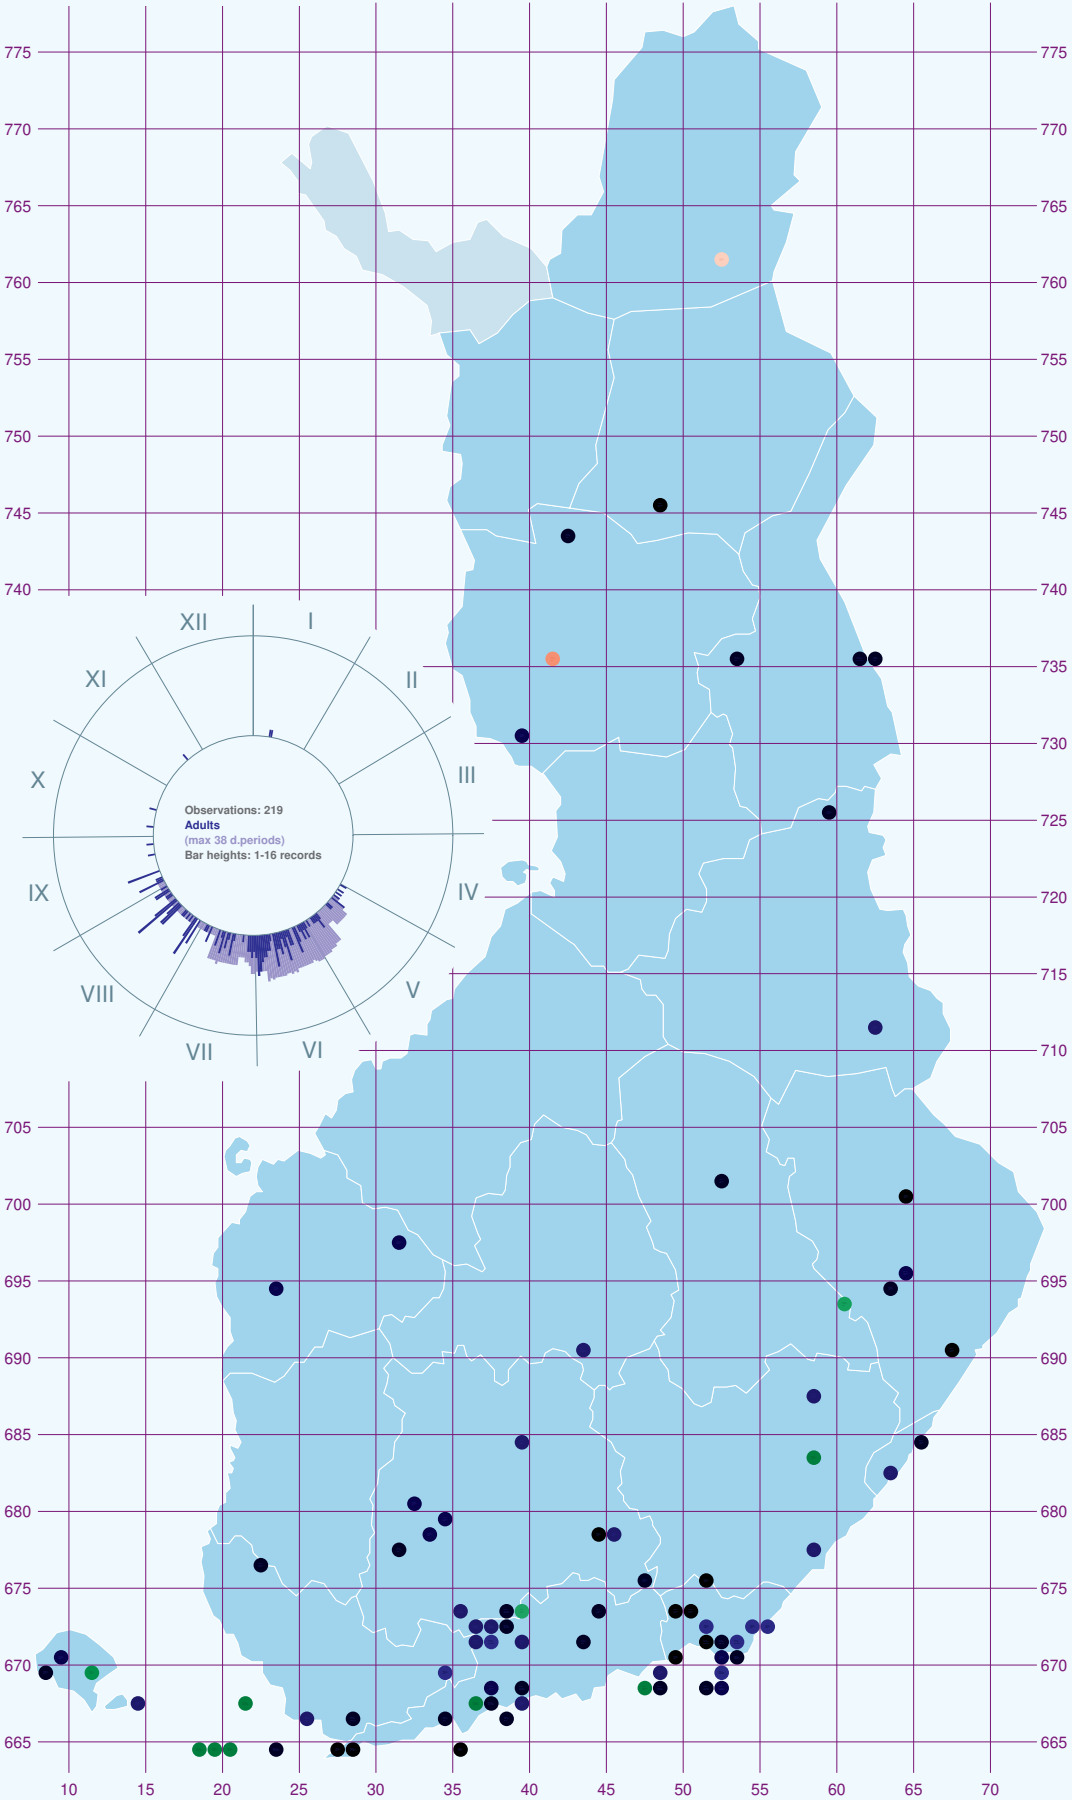 775 775
770 770
765 765
760 760
755 755
750 750
745 745
740 740
XII I
XI II
735 735
730 730
X III
Observations: 219
Adults
(max 38 d.periods)
Bar heights: 1-16 records
725 725
IX IV
720 720
715 715
VIII V
VII VI
710 710
705 705
700 700
695 695
690 690
685 685
680 680
675 675
670 670
665 665
10 15 20 25 30 35 40 45 50 55 60 65 70